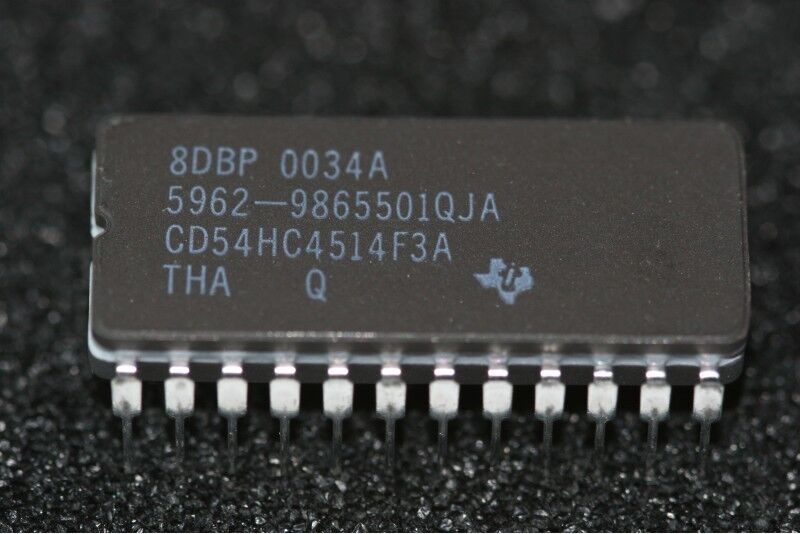 8DBP 0034A
5962-9865501QJA
CD54HC4514F3A
THA Q